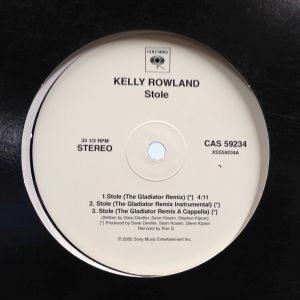 COLUMBIA
KELLY ROWLAND
Stole
33 1/3 RPM
STEREO
CAS 59234
XSS59234A
1.Stole (The Gladiator Remix) (*) 4:11
2. Stole (The Gladiator Remix Instrumental) (*)
3. Stole (The Gladiator Remix A Cappella) (*)
(Written by Dane Deviller, Sean Hosein, Stephen Kipner)
(*) Produced by Dane Deviller, Sean Hosein, Steve Kipner
Remixed by Ron G
℗ 2002 Sony Music Entertainment Inc.